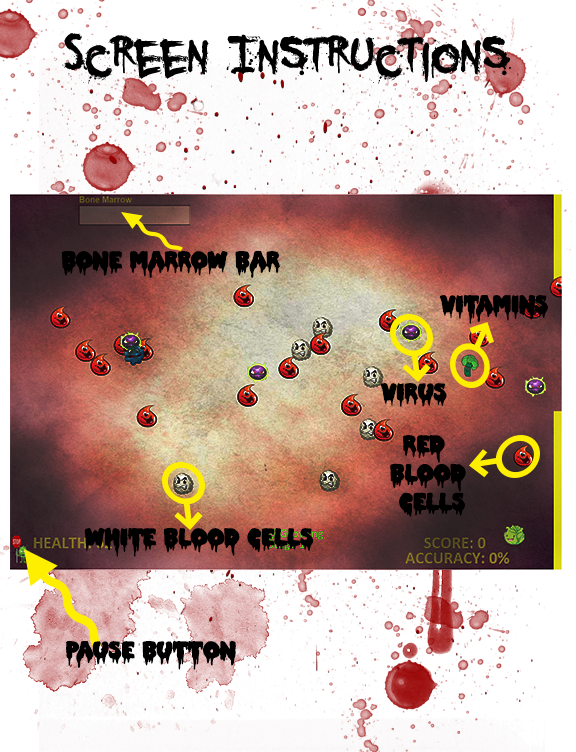 Screen Instructions
Bone Marrow
Bone Marrow Bar
Vitamins
Virus
Red
Blood
Cells
White Blood Cells
HEALTH:
SCORE: 0
ACCURACY: 0%
Pause Button